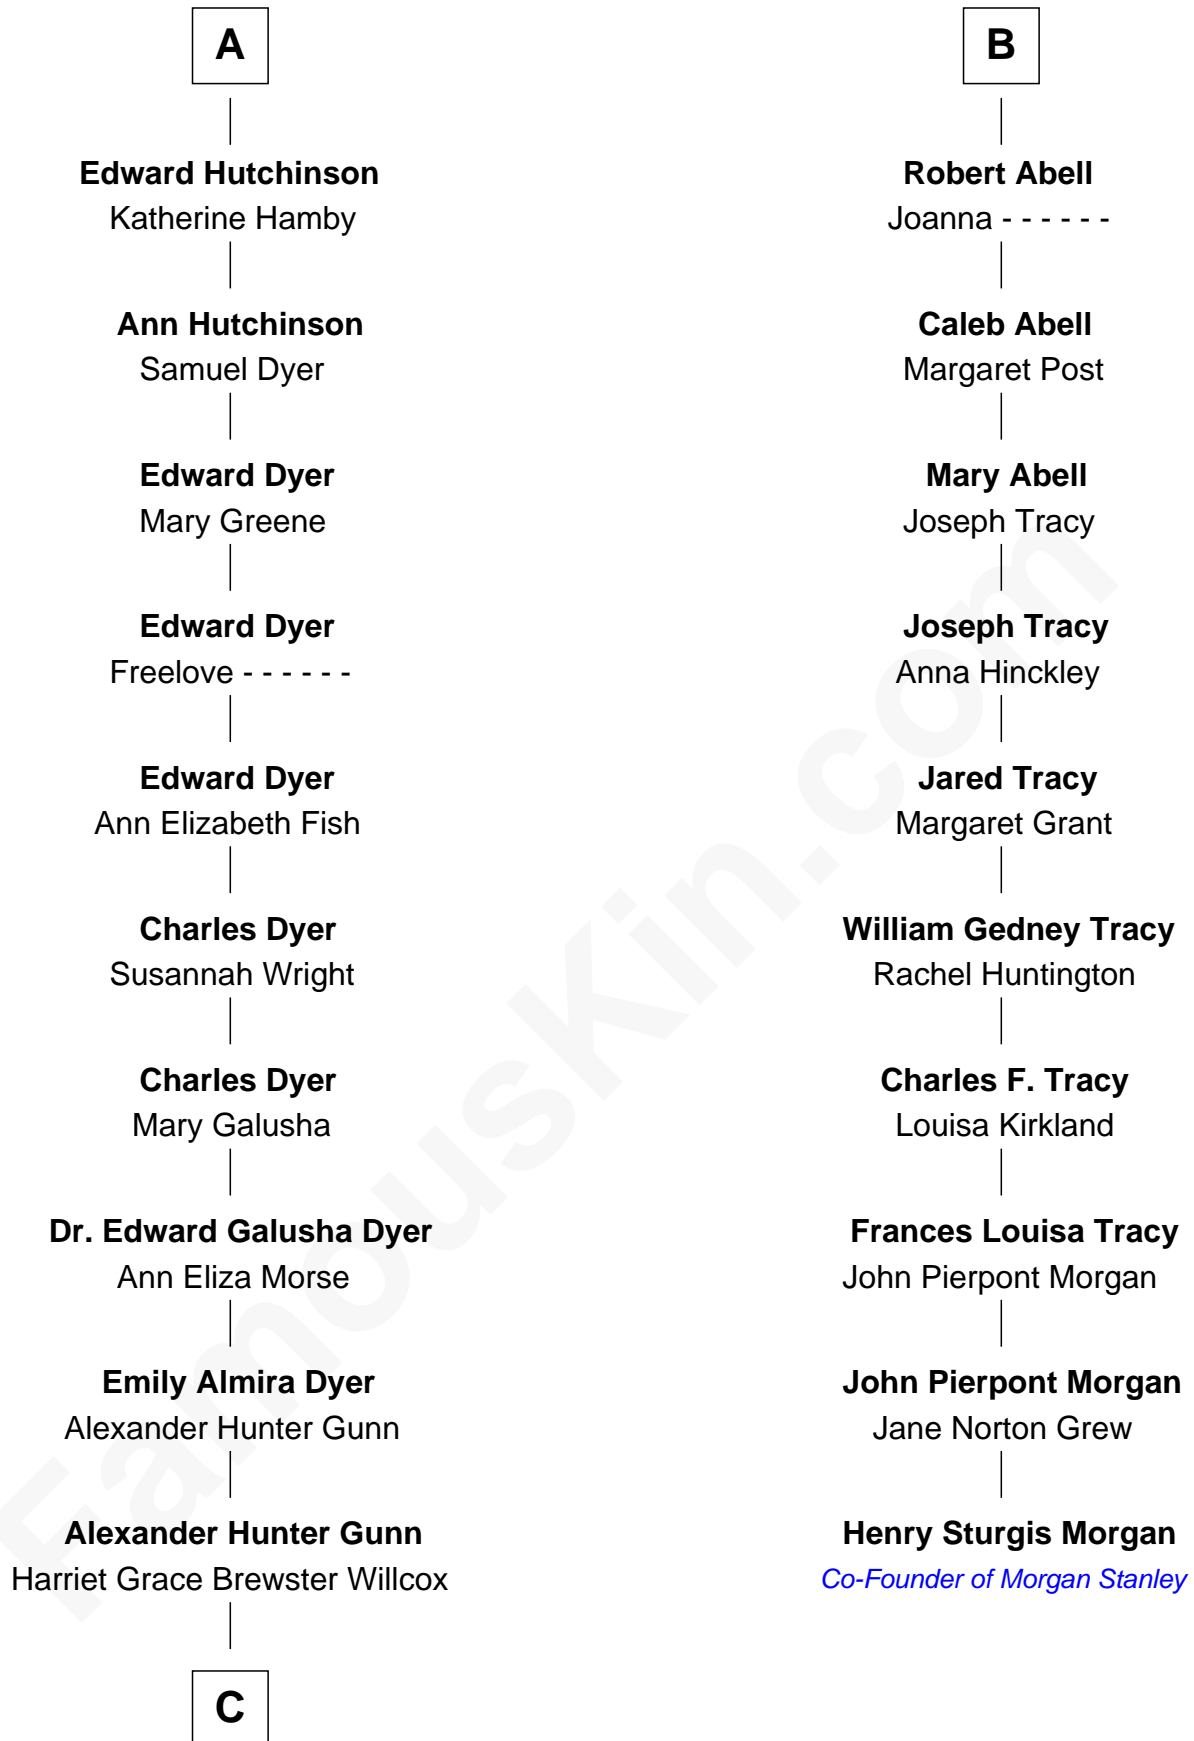 A
Edward Hutchinson
Katherine Hamby
Ann Hutchinson
Samuel Dyer
Edward Dyer
Mary Greene
Edward Dyer
Freelove - - - - - -
Edward Dyer
Ann Elizabeth Fish
Charles Dyer
Susannah Wright
Charles Dyer
Mary Galusha
Dr. Edward Galusha Dyer
Ann Eliza Morse
Emily Almira Dyer
Alexander Hunter Gunn
Alexander Hunter Gunn
Harriet Grace Brewster Willcox
C
B
Robert Abell
Joanna - - - - - -
Caleb Abell
Margaret Post
Mary Abell
Joseph Tracy
Joseph Tracy
Anna Hinckley
Jared Tracy
Margaret Grant
William Gedney Tracy
Rachel Huntington
Charles F. Tracy
Louisa Kirkland
Frances Louisa Tracy
John Pierpont Morgan
John Pierpont Morgan
Jane Norton Grew
Henry Sturgis Morgan
Co-Founder of Morgan Stanley
FamousKin.com